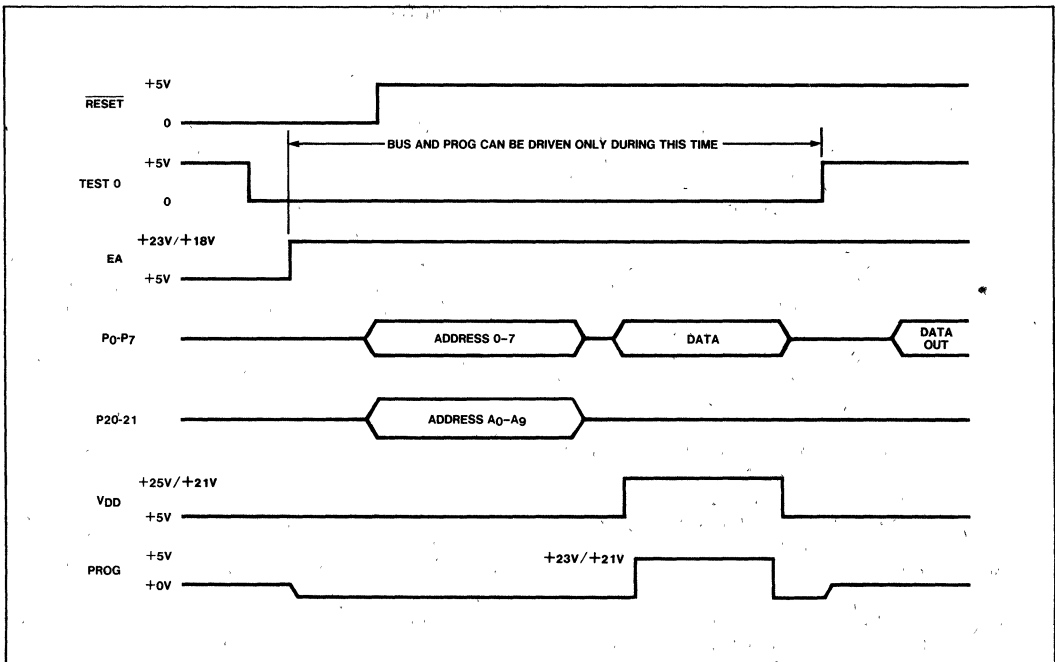 +5V
RESET
0
BUS AND PROG CAN BE DRIVEN ONLY DURING THIS TIME
+5V
TEST 0
0
+23V/+18V
EA
+5V
P0-P7
ADDRESS 0-7
DATA
DATA
OUT
P20-21
ADDRESS A0-A9
+25V/+21V
VDD
+5V
+5V
+23V/+21V
PROG
+0V